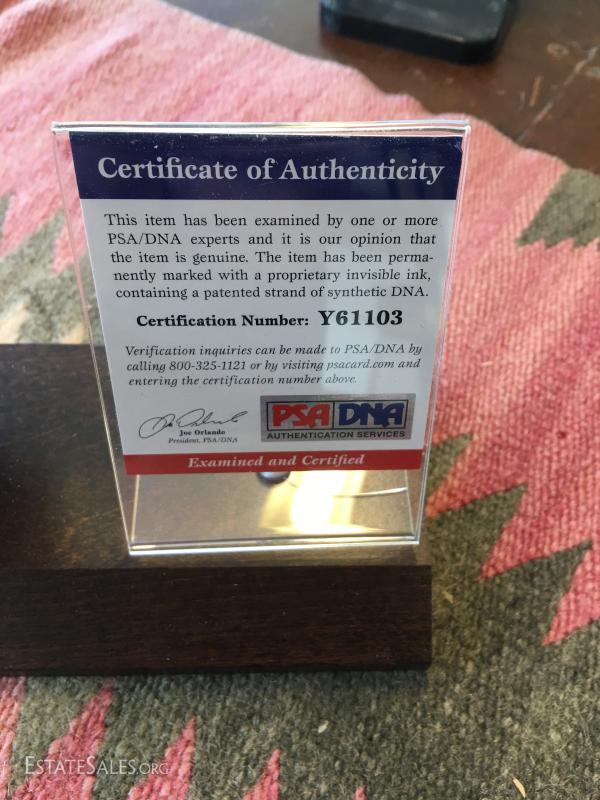 Certificate of Authenticity
This item has been examined by one or more
PSA/DNA experts and it is our opinion that
the item is genuine. The item has been perma-
nently marked with a proprietary invisible ink,
containing a patented strand of synthetic DNA.
Certification Number: Y61103
Verification inquiries can be made to PSA/DNA by
calling 800-325-1121 or by visiting psacard.com and
entering the certification number above.
Joe Orlando
President, PSA/DNA
PSA DNA
AUTHENTICATION SERVICES
Examined and Certified
ESTATESALES.ORG